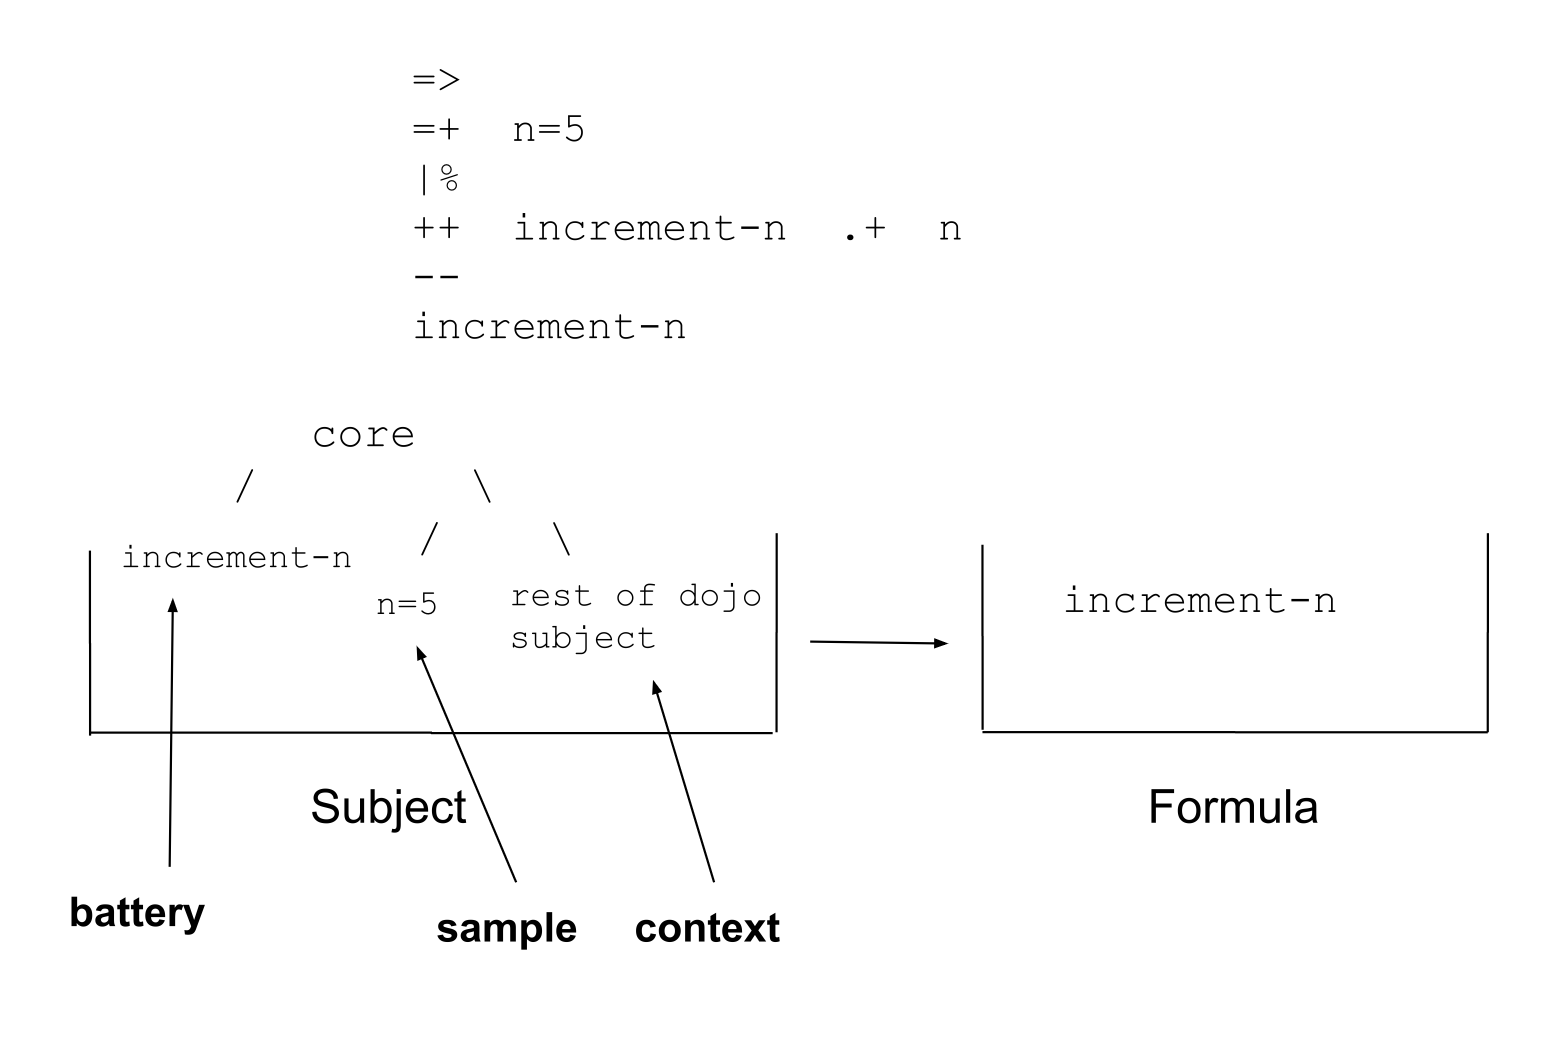 =>
=+  n=5
|%
++  increment-n  .+  n
--
increment-n
core
/ \
/ \
increment-n
n=5
rest of dojo
subject
increment-n
Subject
Formula
battery
sample
context